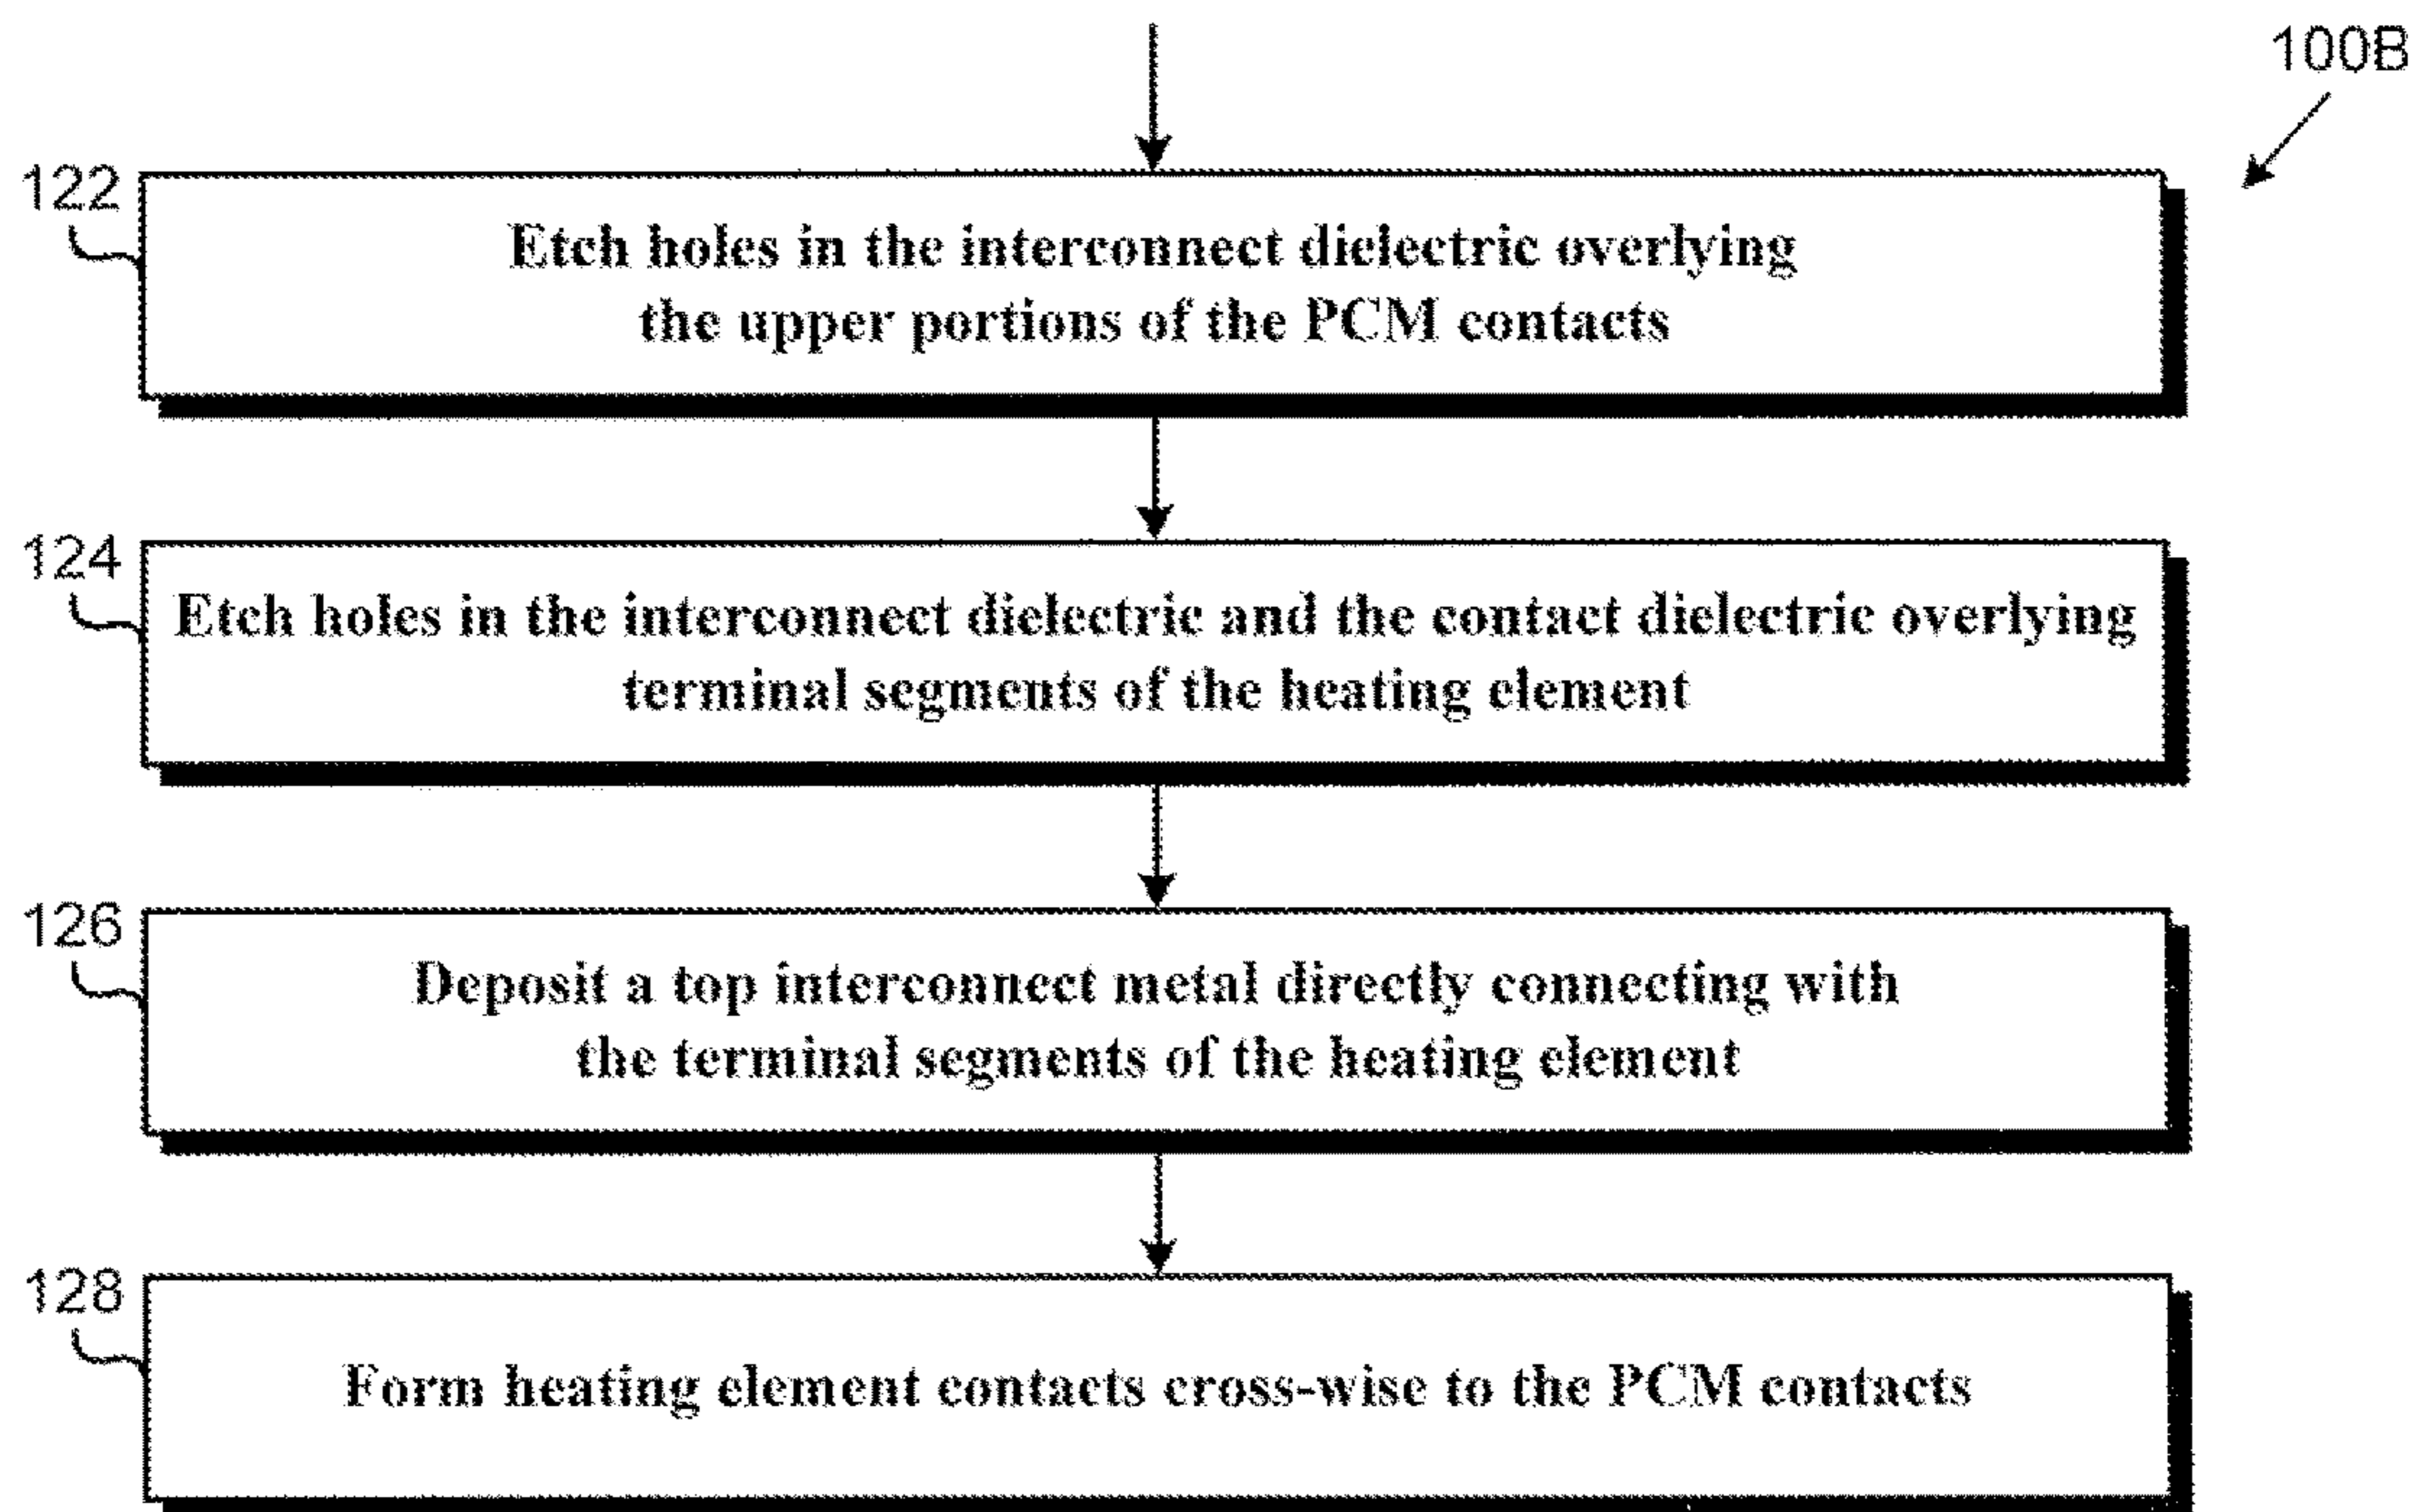 100B
122
Etch holes in the interconnect dielectric overlying
the upper portions of the PCM contacts
124
Etch holes in the interconnect dielectric and the contact dielectric overlying
terminal segments of the heating element
126
Deposit a top interconnect metal directly connecting with
the terminal segments of the heating element
128
Form heating element contacts cross-wise to the PCM contacts